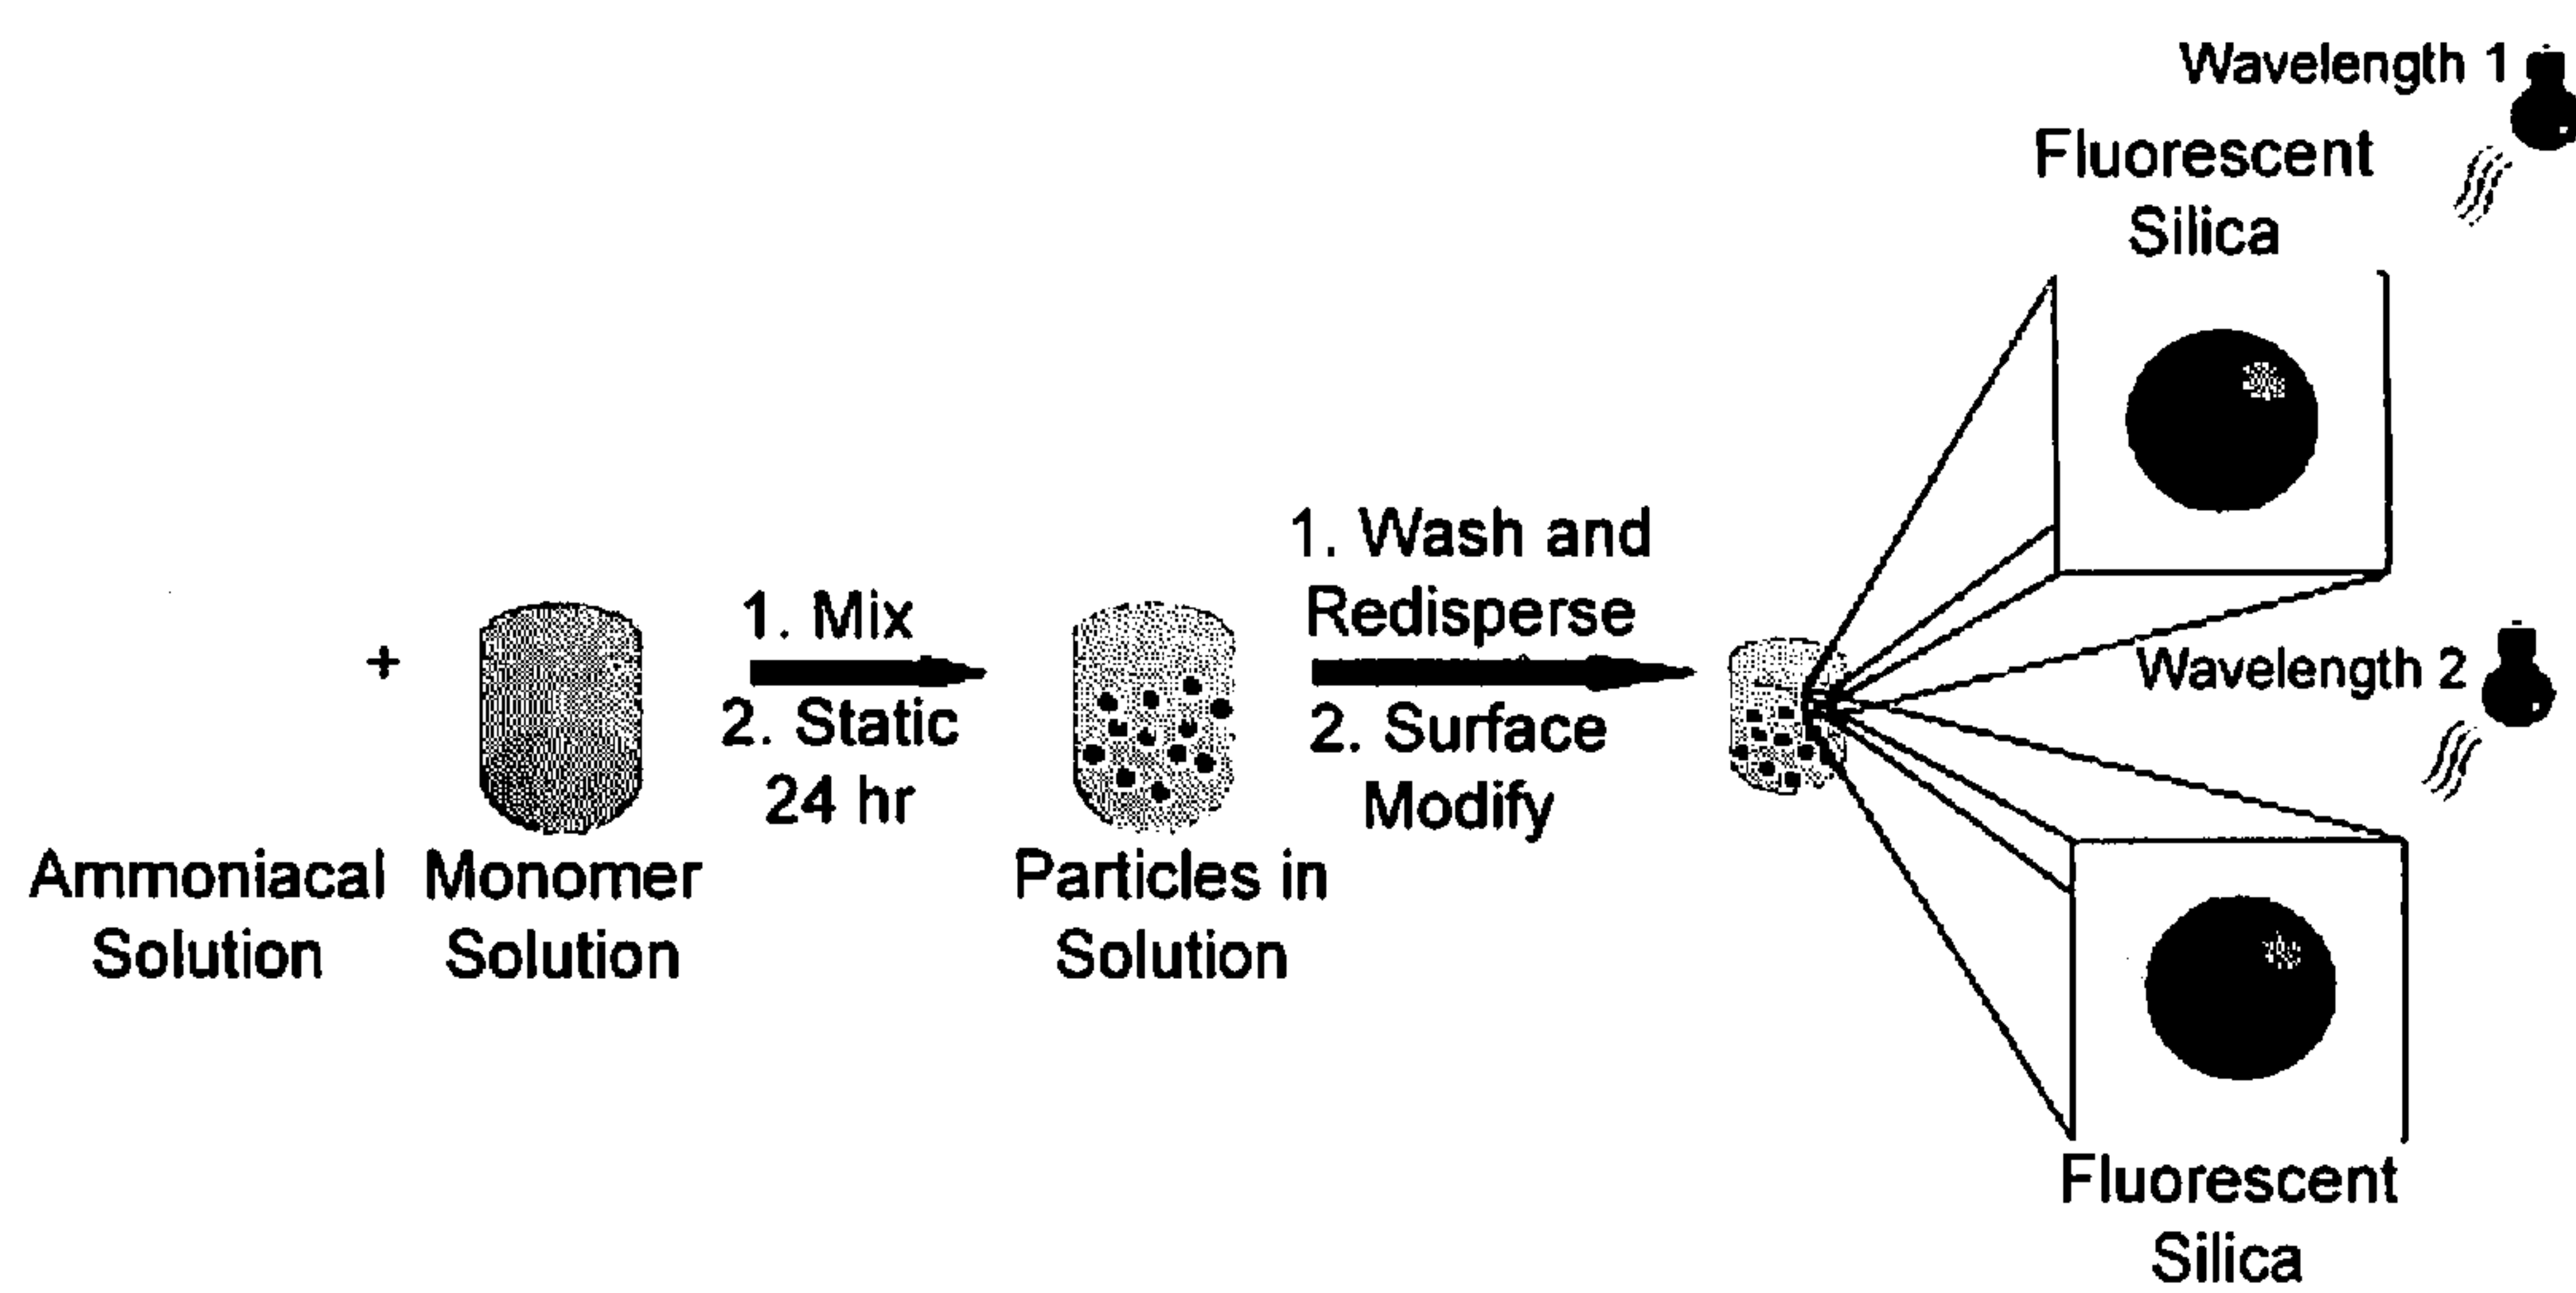 Wavelength 1
Fluorescent
Silica
+
1. Mix
2. Static
24 hr
1. Wash and
Redisperse
2. Surface
Modify
Wavelength 2
Ammoniacal
Solution
Monomer
Solution
Particles in
Solution
Fluorescent
Silica